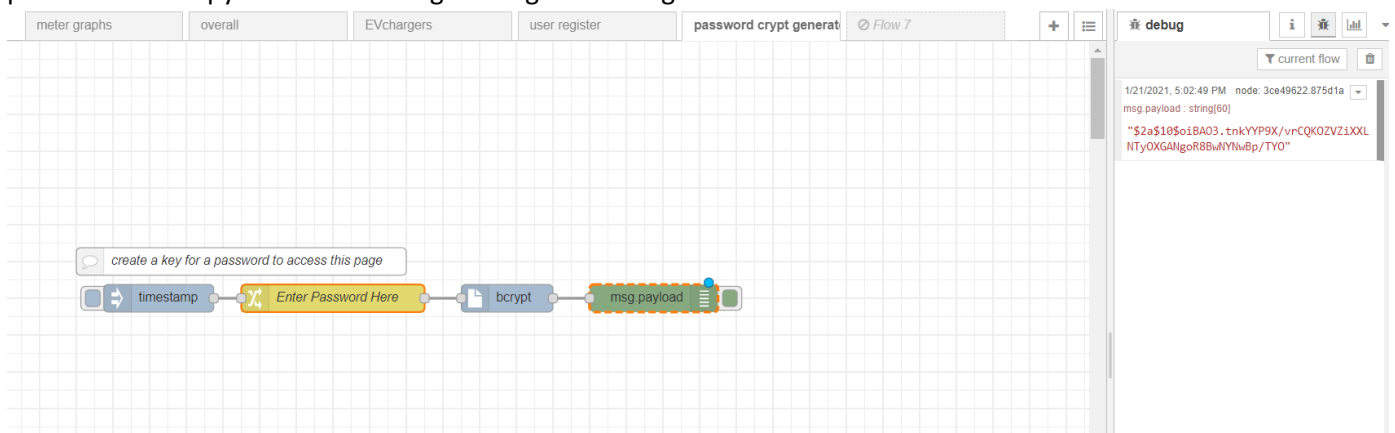 meter graphs
overall
EVchargers
user register
password crypt generat
Flow 7
debug
i
current flow
1/21/2021, 5:02:49 PM node: 3ce49622.875d1a
msg.payload : string[60]
"$2a$10$oiBAO3.tnkYYP9X/vrCQKOZVZiXXL
NTyOXGANgoR8BwNYNwBp/TYO"
create a key for a password to access this page
timestamp
Enter Password Here
bcrypt
msg.payload